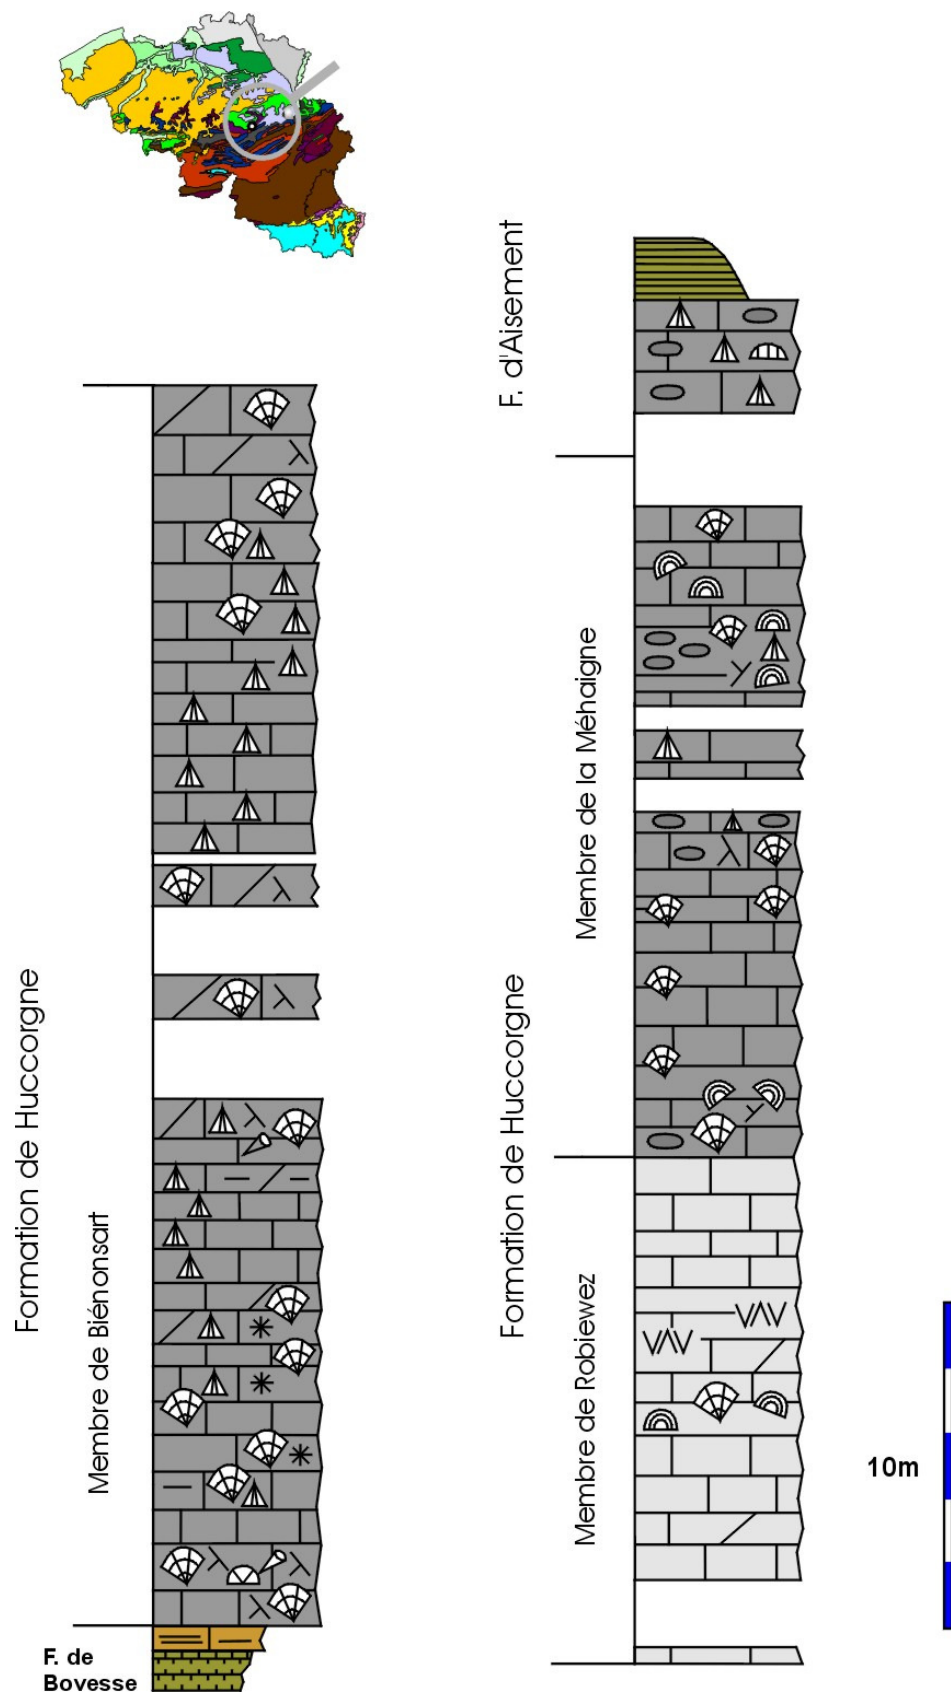 Formation de Huccorgne
Membre de Biénonsart
F. de
Bovesse
F. d'Aisement
Membre de la Méhaigne
Formation de Huccorgne
Membre de Robiewez
10m